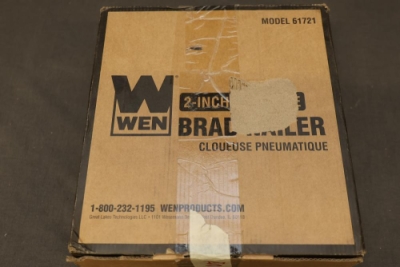 MODEL 61721
WEN
2-INCH
BRAD NAILER
CLOUEUSE PNEUMATIQUE
1-800-232-1195 WENPRODUCTS.COM